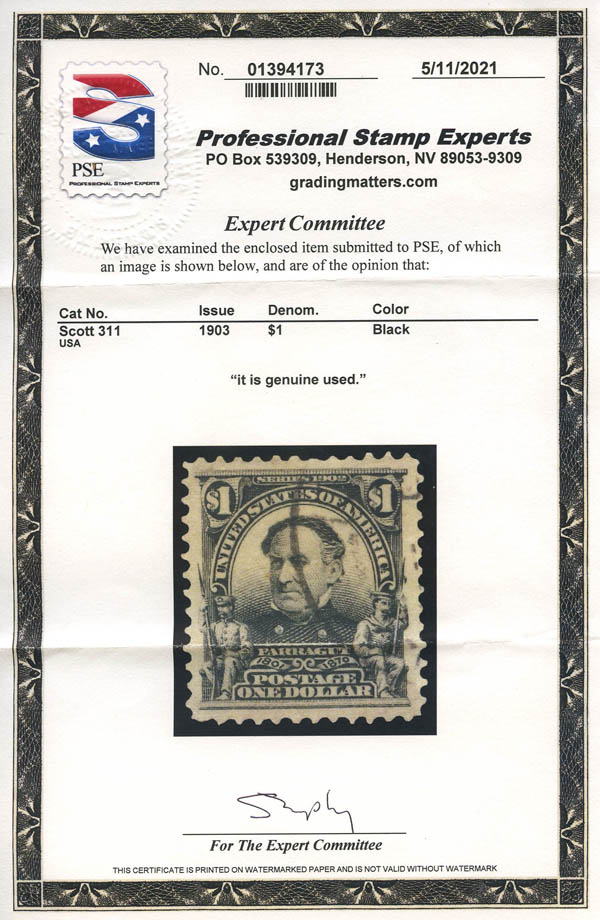 No. 01394173 5/11/2021
PSE
PROFESSIONAL STAMP EXPERTS
Professional Stamp Experts
PO Box 539309, Henderson, NV 89053-9309
gradingmatters.com
Expert Committee
We have examined the enclosed item submitted to PSE, of which
an image is shown below, and are of the opinion that:
Cat No. Issue Denom. Color
Scott 311 1903 $1 Black
USA
“it is genuine used.”
SERIES 1902
$1 $1
UNITED STATES OF AMERICA
FARRAGUT
1801 1870
POSTAGE
ONE DOLLAR
For The Expert Committee
THIS CERTIFICATE IS PRINTED ON WATERMARKED PAPER AND IS NOT VALID WITHOUT WATERMARK